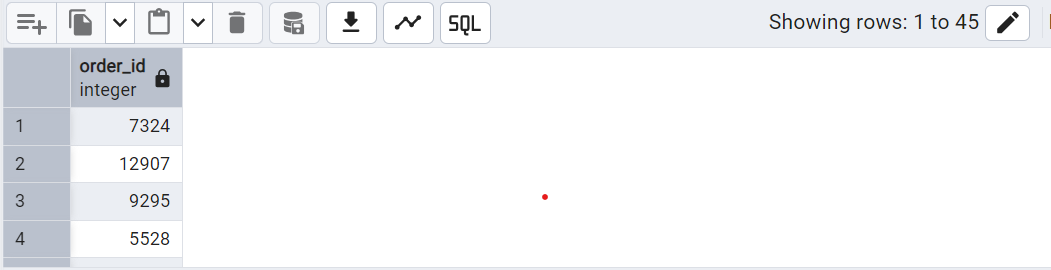 SQL
Showing rows: 1 to 45
order_id
integer
1 7324
2 12907
3 9295
4 5528